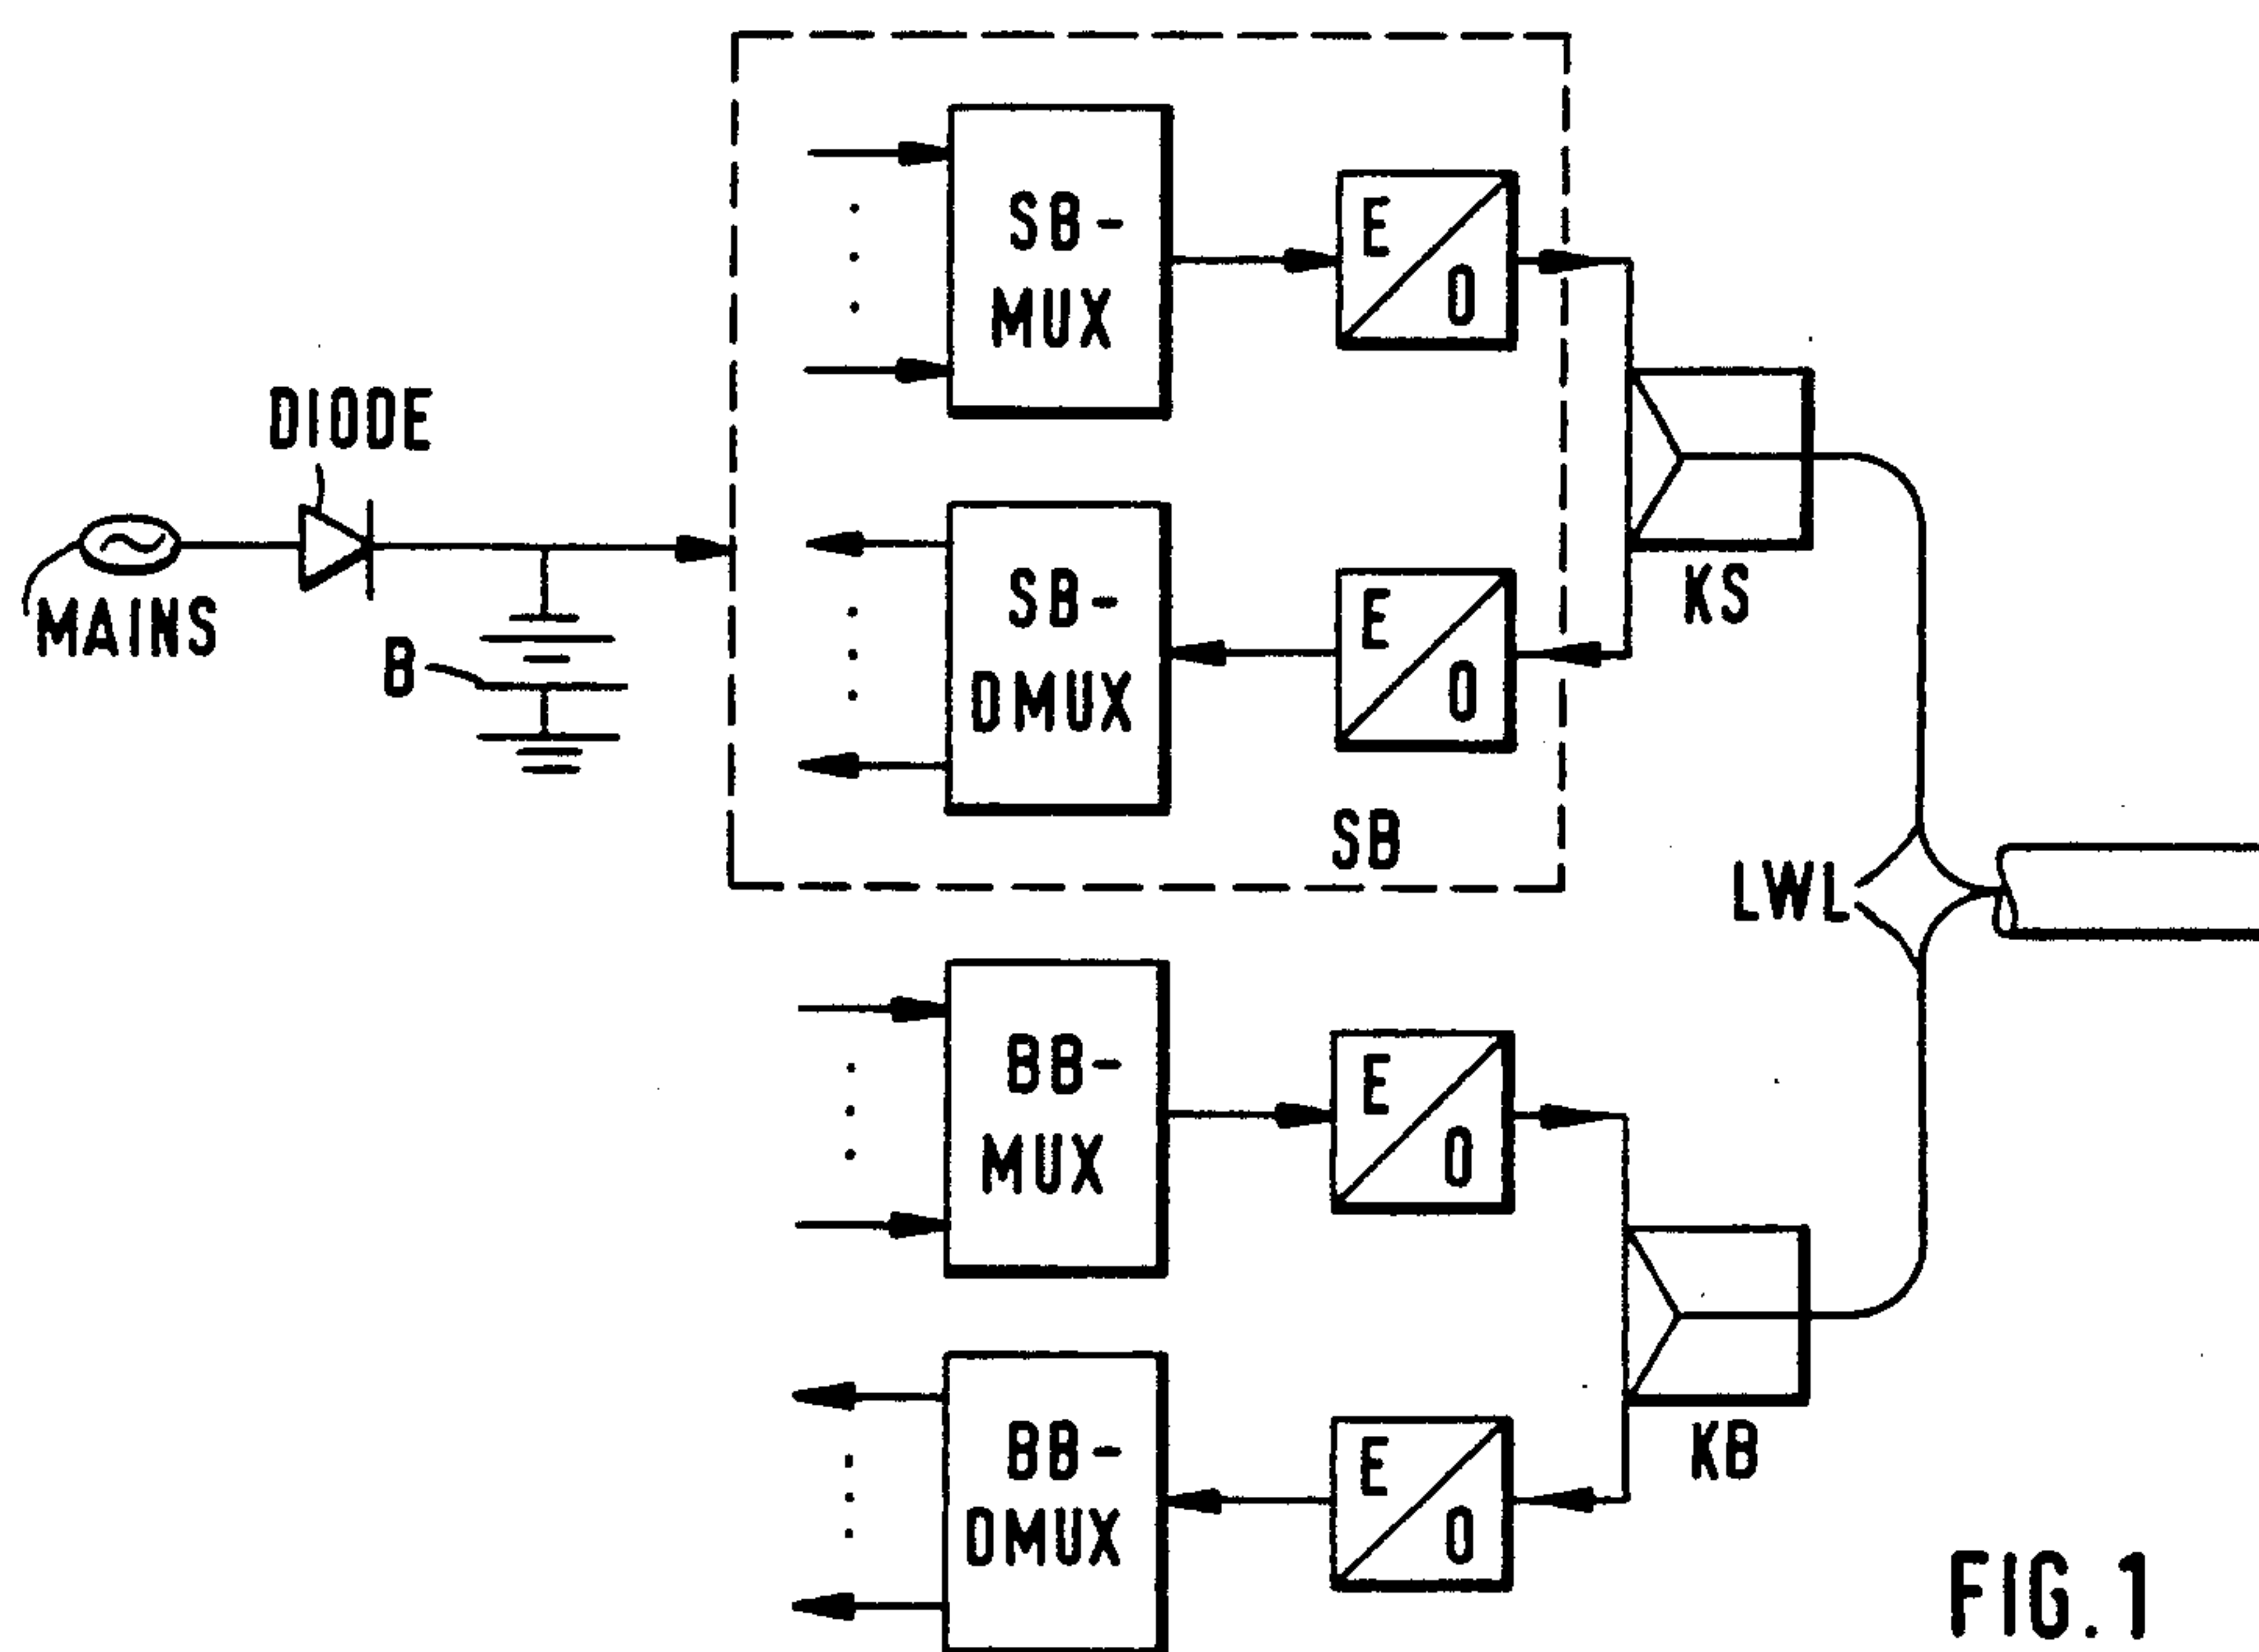 SB-
MUX
E
O
DIODE
KS
MAINS
B
SB-
DMUX
E
O
SB
LWL
BB-
MUX
E
O
KB
BB-
DMUX
E
O
FIG.1